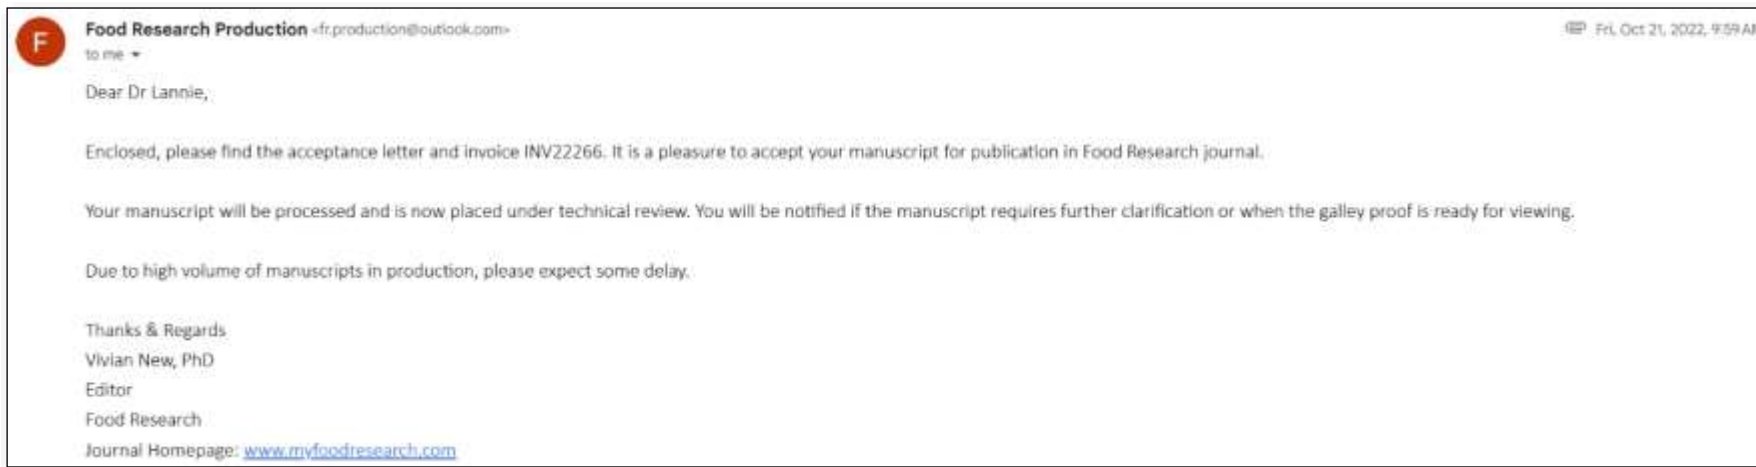 F
Food Research Production <fr.production@outlook.com>
Fri, Oct 21, 2022, 9:59 AM
to me
Dear Dr Lannie,
Enclosed, please find the acceptance letter and invoice INV22266. It is a pleasure to accept your manuscript for publication in Food Research journal.
Your manuscript will be processed and is now placed under technical review. You will be notified if the manuscript requires further clarification or when the galley proof is ready for viewing.
Due to high volume of manuscripts in production, please expect some delay.
Thanks & Regards
Vivian New, PhD
Editor
Food Research
Journal Homepage: www.myfoodresearch.com